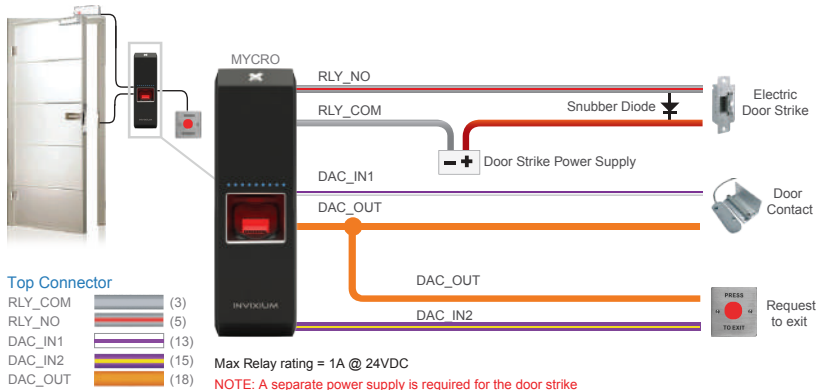 MYCRO
RLY_NO
RLY_COM
Snubber Diode
Electric
Door Strike
Door Strike Power Supply
DAC_IN1
DAC_OUT
Door
Contact
DAC_OUT
DAC_IN2
INVIXIUM
PRESS
TO EXIT
Request
to exit
Top Connector
RLY_COM (3)
RLY_NO (5)
DAC_IN1 (13)
DAC_IN2 (15)
DAC_OUT (18)
Max Relay rating = 1A @ 24VDC
NOTE: A separate power supply is required for the door strike